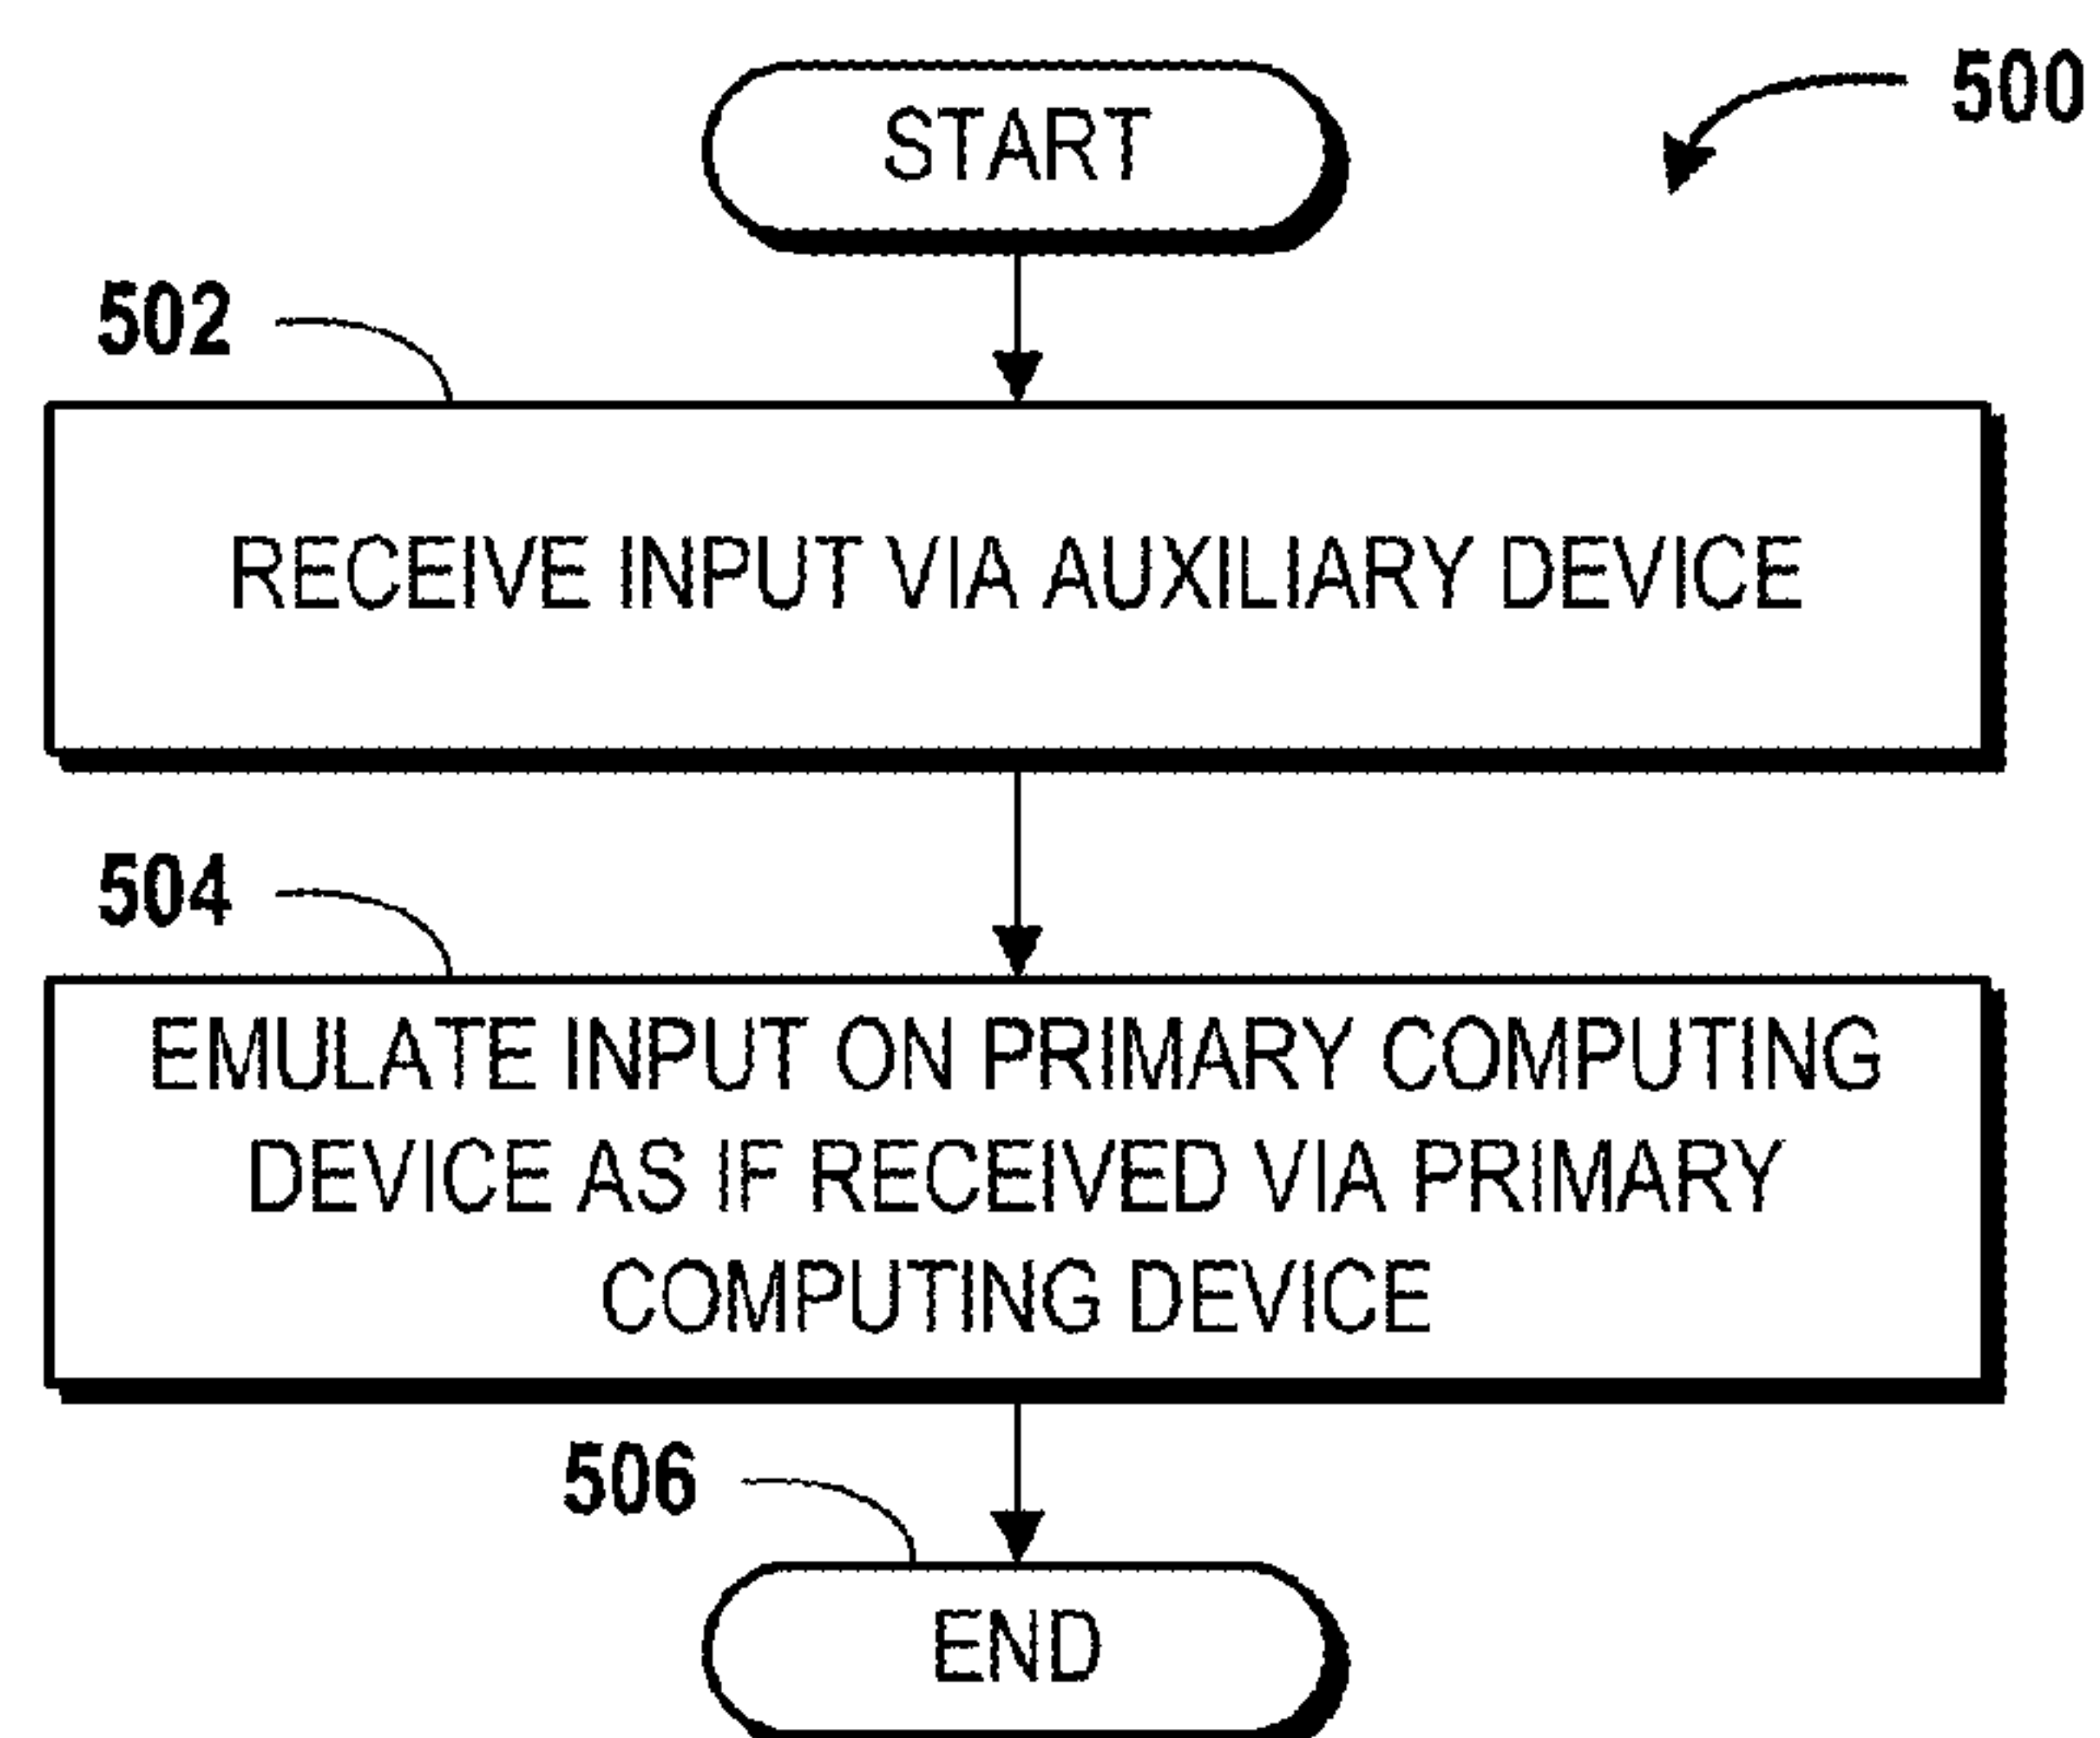 START
500
502
RECEIVE INPUT VIA AUXILIARY DEVICE
504
EMULATE INPUT ON PRIMARY COMPUTING
DEVICE AS IF RECEIVED VIA PRIMARY
COMPUTING DEVICE
506
END